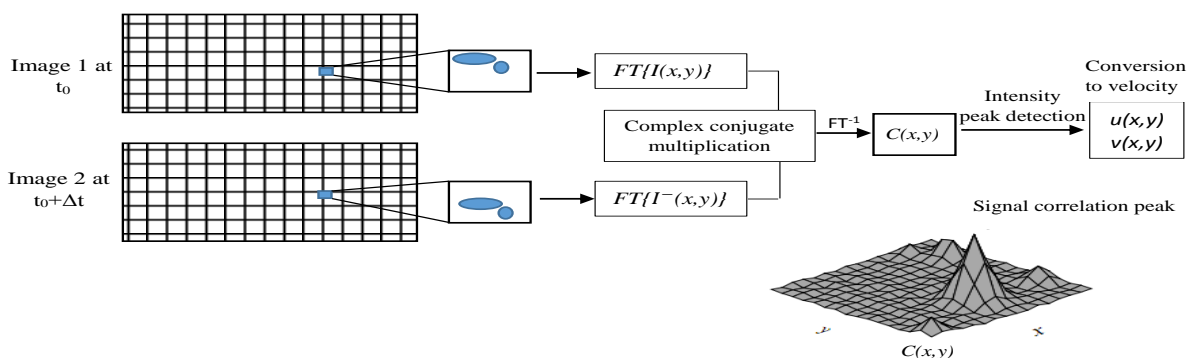 Image 1 at
t₀
FT{I(x,y)}
Complex conjugate
multiplication
FT⁻¹
C(x,y)
Intensity
peak detection
Conversion
to velocity
u(x,y)
v(x,y)
Image 2 at
t₀+Δt
FT{I⁻(x,y)}
Signal correlation peak
y
x
C(x,y)